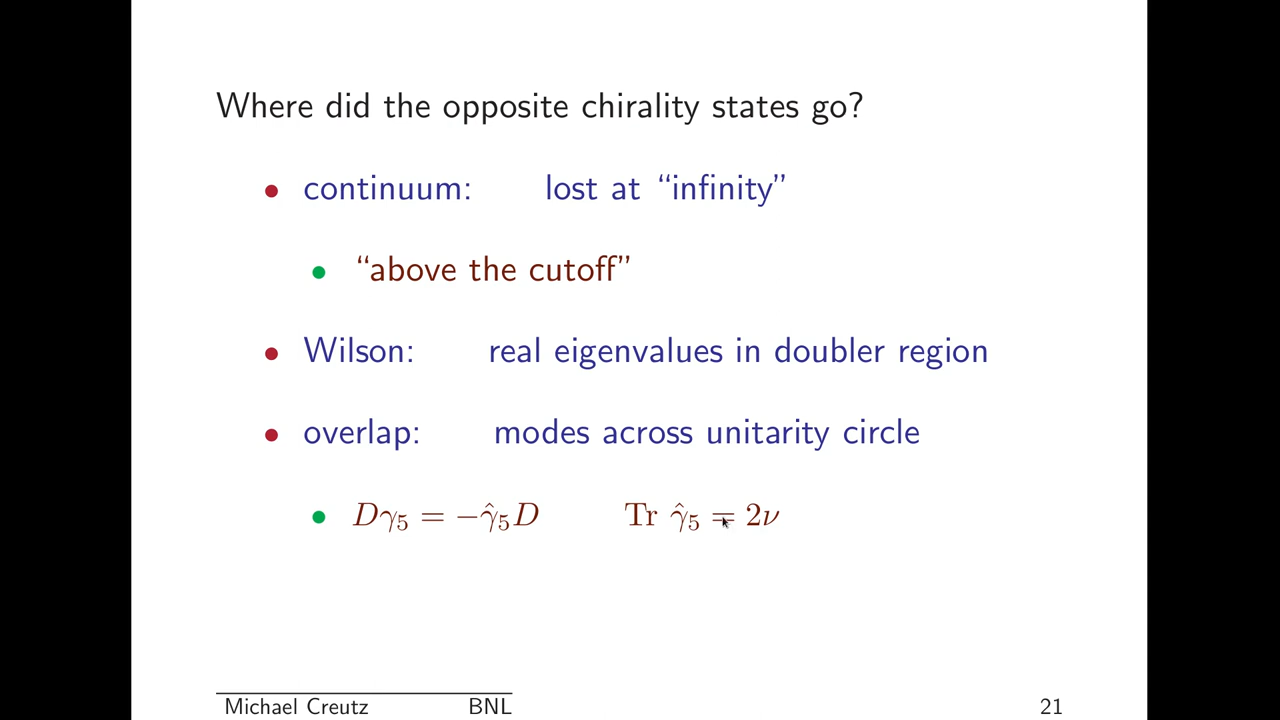 Where did the opposite chirality states go?
• continuum: lost at “infinity”
• “above the cutoff”
• Wilson: real eigenvalues in doubler region
• overlap: modes across unitarity circle
• Dγ₅ = −γ̂₅D Tr γ̂₅ = 2ν
Michael Creutz BNL 21